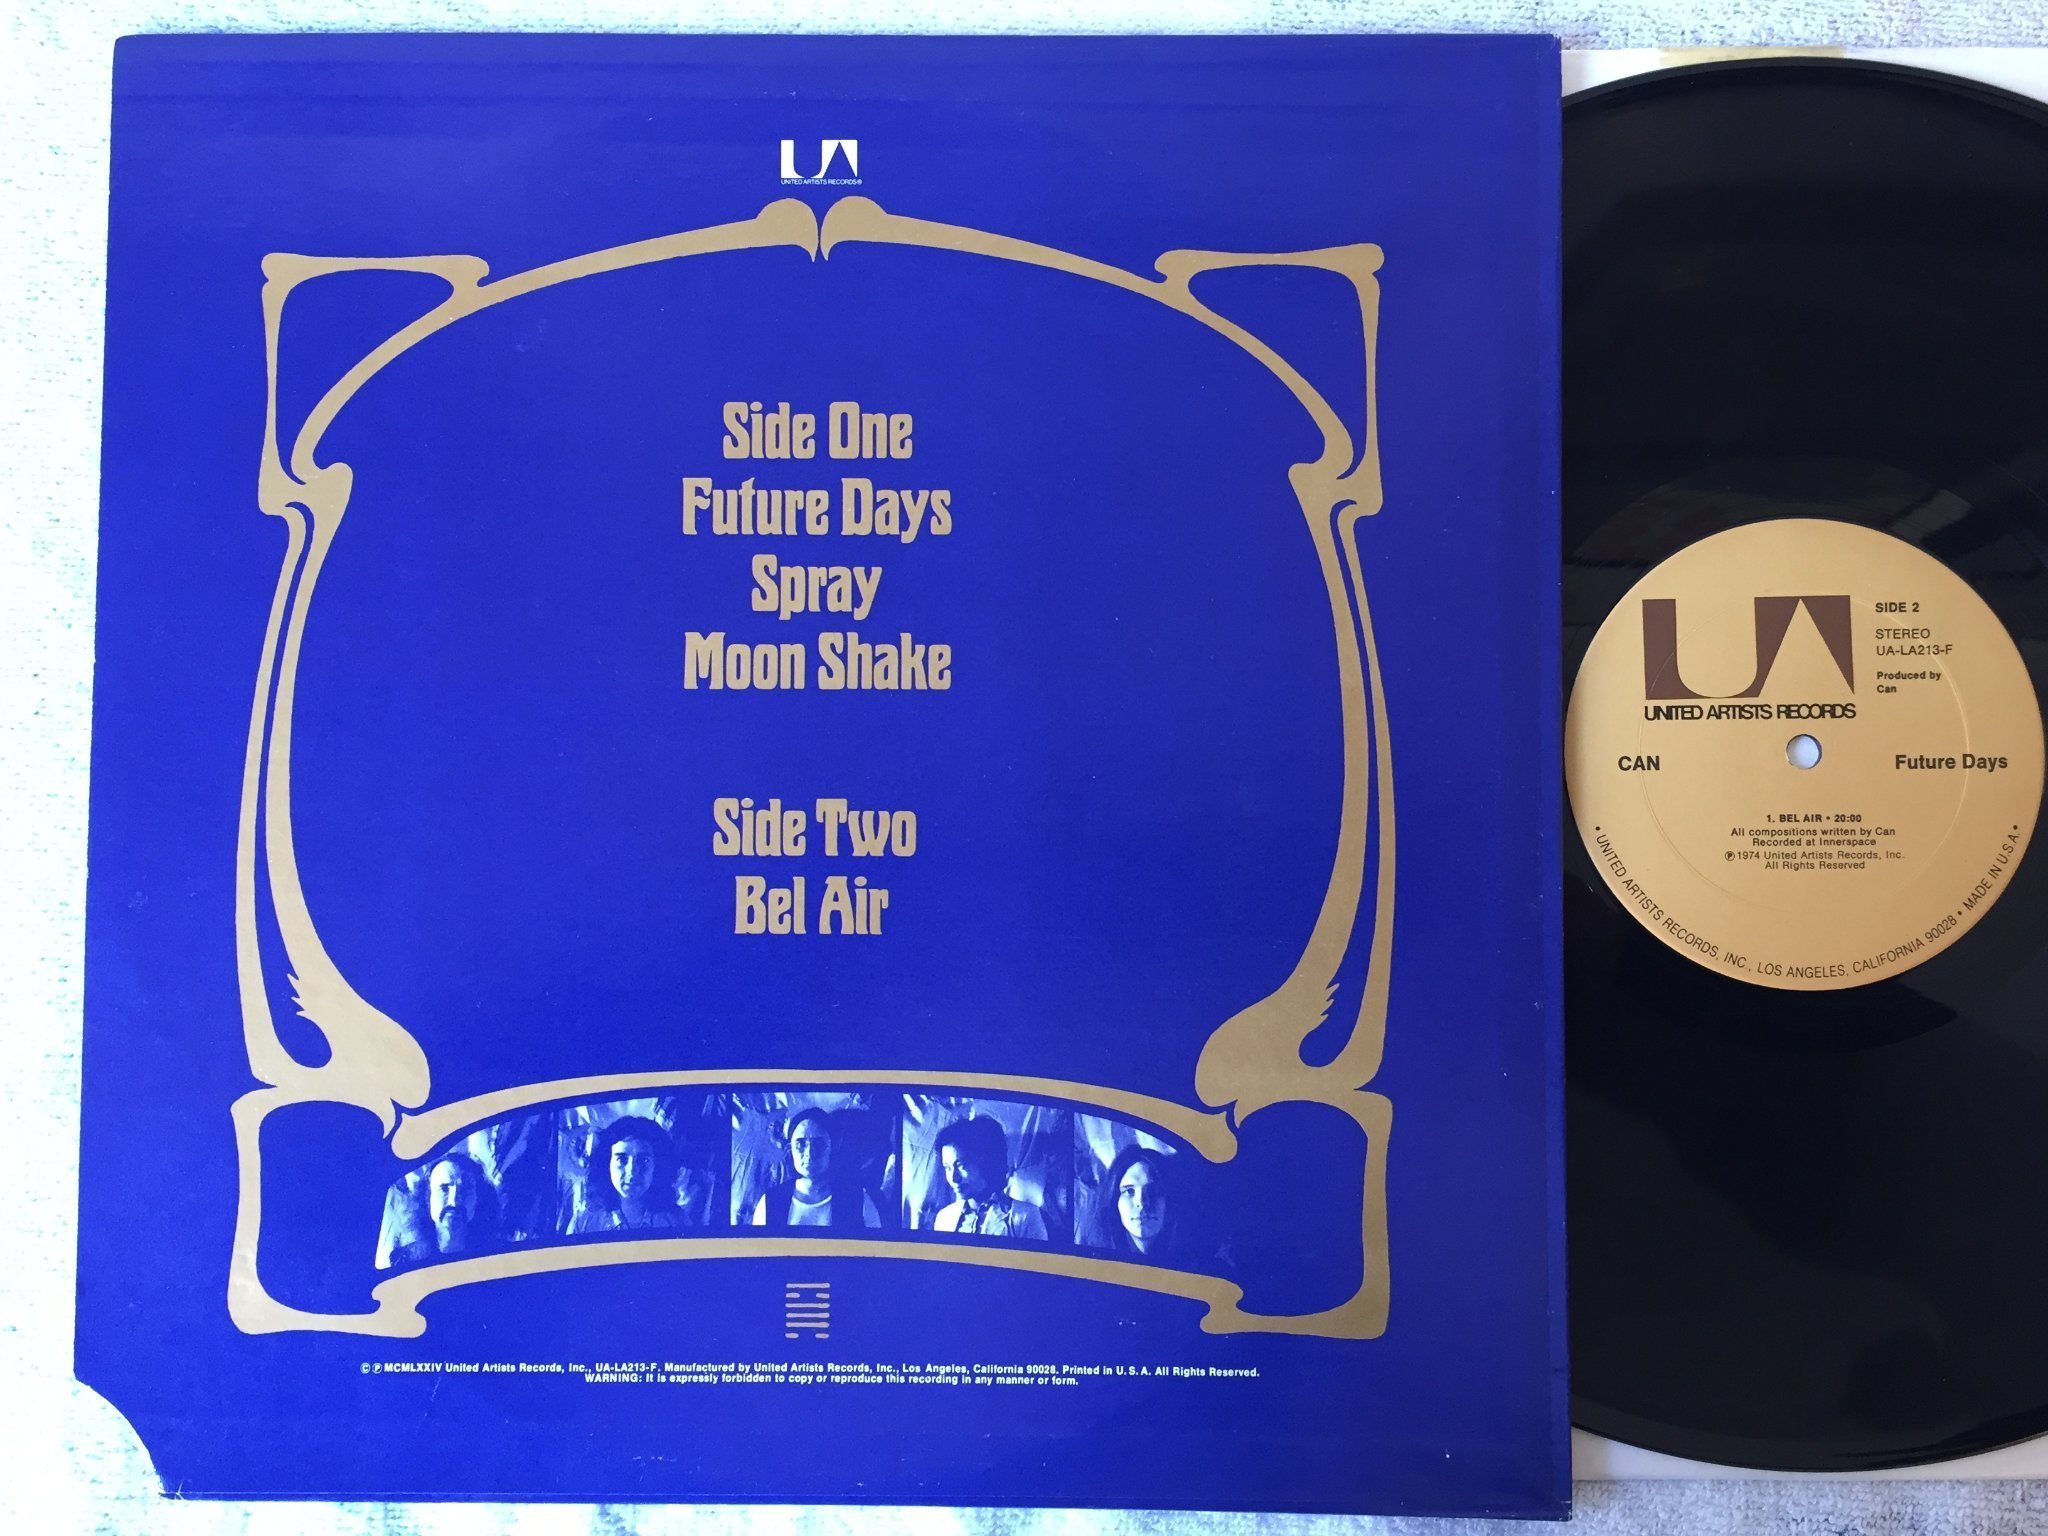 UA
UNITED ARTISTS RECORDS®
Side One
Future Days
Spray
Moon Shake
Side Two
Bel Air
©℗ MCMLXXIV United Artists Records, Inc., UA-LA213-F. Manufactured by United Artists Records, Inc., Los Angeles, California 90028. Printed in U.S.A. All Rights Reserved.
WARNING: It is expressly forbidden to copy or reproduce this recording in any manner or form.
UA
UNITED ARTISTS RECORDS
SIDE 2
STEREO
UA-LA213-F
Produced by
Can
CAN
Future Days
1. BEL AIR • 20:00
All compositions written by Can
Recorded at Innerspace
℗ 1974 United Artists Records, Inc.
All Rights Reserved
• UNITED ARTISTS RECORDS, INC., LOS ANGELES, CALIFORNIA 90028 • MADE IN U.S.A. •